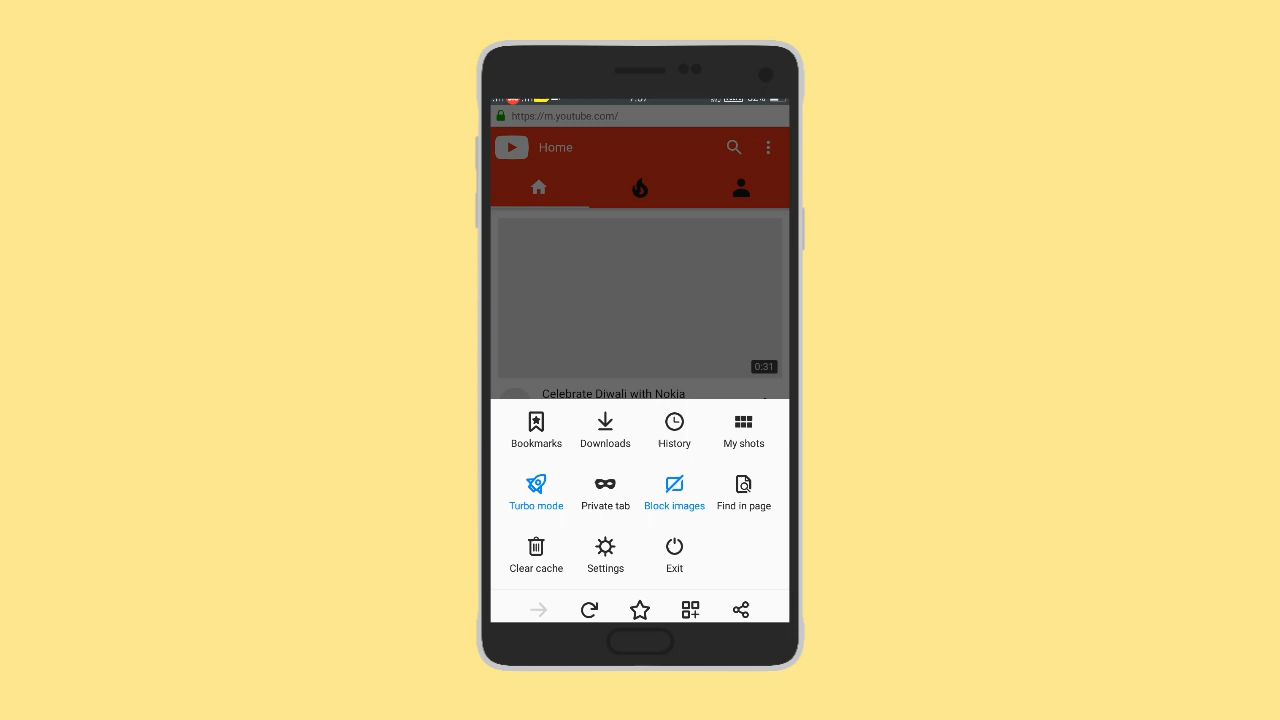 https://m.youtube.com/
Home
0:31
Celebrate Diwali with Nokia
Bookmarks Downloads History My shots
Turbo mode Private tab Block images Find in page
Clear cache Settings Exit